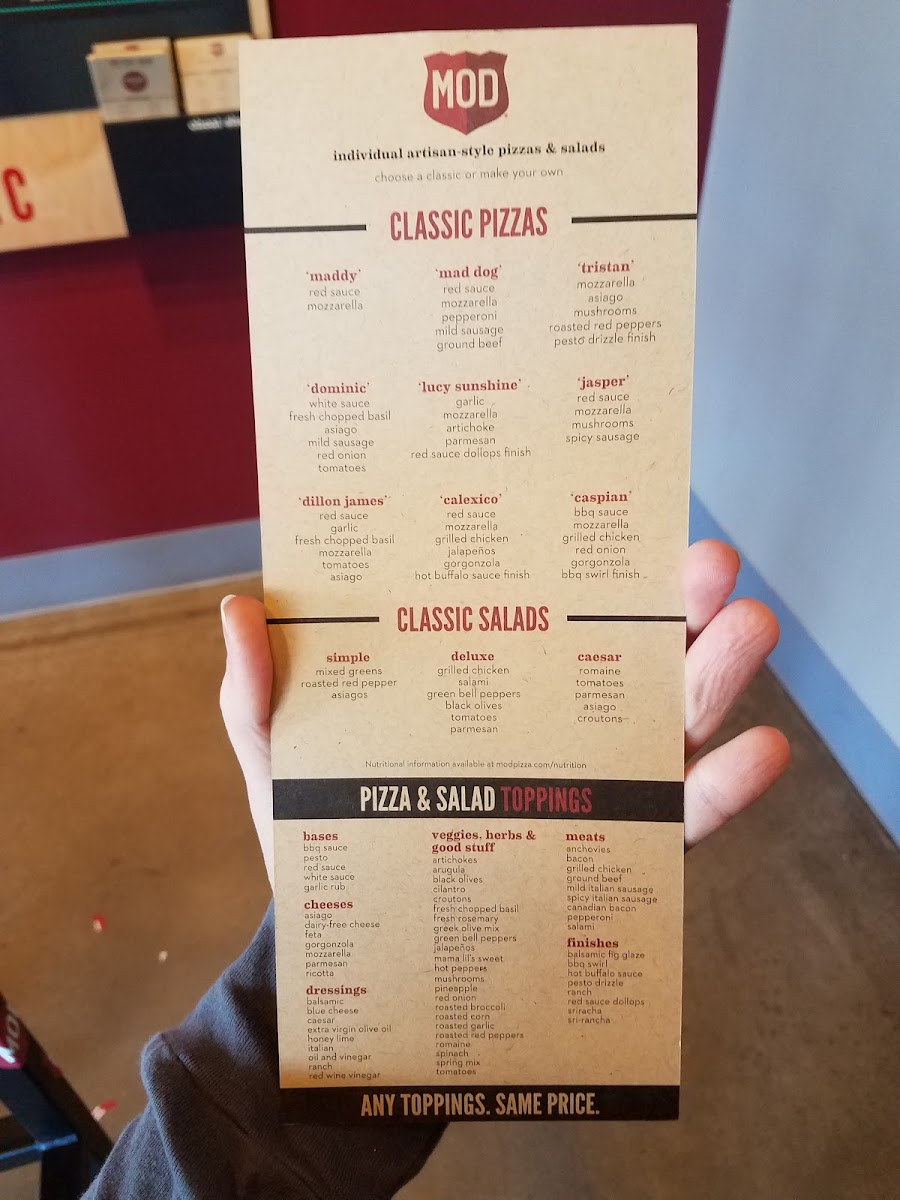 MOD
individual artisan-style pizzas & salads
choose a classic or make your own
CLASSIC PIZZAS
'maddy'
red sauce
mozzarella
'mad dog'
red sauce
mozzarella
pepperoni
mild sausage
ground beef
'tristan'
mozzarella
asiago
mushrooms
roasted red peppers
pesto drizzle finish
'dominic'
white sauce
fresh chopped basil
asiago
mild sausage
red onion
tomatoes
'lucy sunshine'
garlic
mozzarella
artichoke
parmesan
red sauce dollops finish
'jasper'
red sauce
mozzarella
mushrooms
spicy sausage
'dillon james'
red sauce
garlic
fresh chopped basil
mozzarella
tomatoes
asiago
'calexico'
red sauce
mozzarella
grilled chicken
jalapeños
gorgonzola
hot buffalo sauce finish
'caspian'
bbq sauce
mozzarella
grilled chicken
red onion
gorgonzola
bbq swirl finish
CLASSIC SALADS
simple
mixed greens
roasted red pepper
asiagos
deluxe
grilled chicken
salami
green bell peppers
black olives
tomatoes
parmesan
caesar
romaine
tomatoes
parmesan
asiago
croutons
Nutritional information available at modpizza.com/nutrition
PIZZA & SALAD TOPPINGS
bases
bbq sauce
pesto
red sauce
white sauce
garlic rub
cheeses
asiago
dairy-free cheese
feta
gorgonzola
mozzarella
parmesan
ricotta
dressings
balsamic
blue cheese
caesar
extra virgin olive oil
honey lime
italian
oil and vinegar
ranch
red wine vinegar
veggies, herbs &
good stuff
artichokes
arugula
black olives
cilantro
croutons
fresh chopped basil
fresh rosemary
greek olive mix
green bell peppers
jalapeños
mama lil's sweet
hot peppers
mushrooms
pineapple
red onion
roasted broccoli
roasted corn
roasted garlic
roasted red peppers
romaine
spinach
spring mix
tomatoes
meats
anchovies
bacon
grilled chicken
ground beef
mild italian sausage
spicy italian sausage
canadian bacon
pepperoni
salami
finishes
balsamic fig glaze
bbq swirl
hot buffalo sauce
pesto drizzle
ranch
red sauce dollops
sriracha
sri-rancha
ANY TOPPINGS. SAME PRICE.